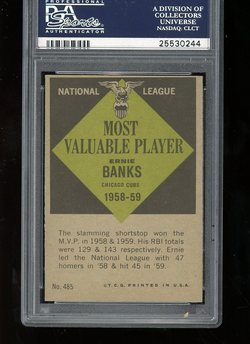 PROFESSIONAL
PSA
AUTHENTICATOR
A DIVISION OF
COLLECTORS
UNIVERSE
NASDAQ: CLCT
25530244
NATIONAL LEAGUE
MOST
VALUABLE PLAYER
ERNIE
BANKS
CHICAGO CUBS
1958-59
The slamming shortstop won the
M.V.P. in 1958 & 1959. His RBI totals
were 129 & 143 respectively. Ernie
led the National League with 47
homers in '58 & hit 45 in '59.
No. 485
© T.C.G. PRINTED IN U.S.A.